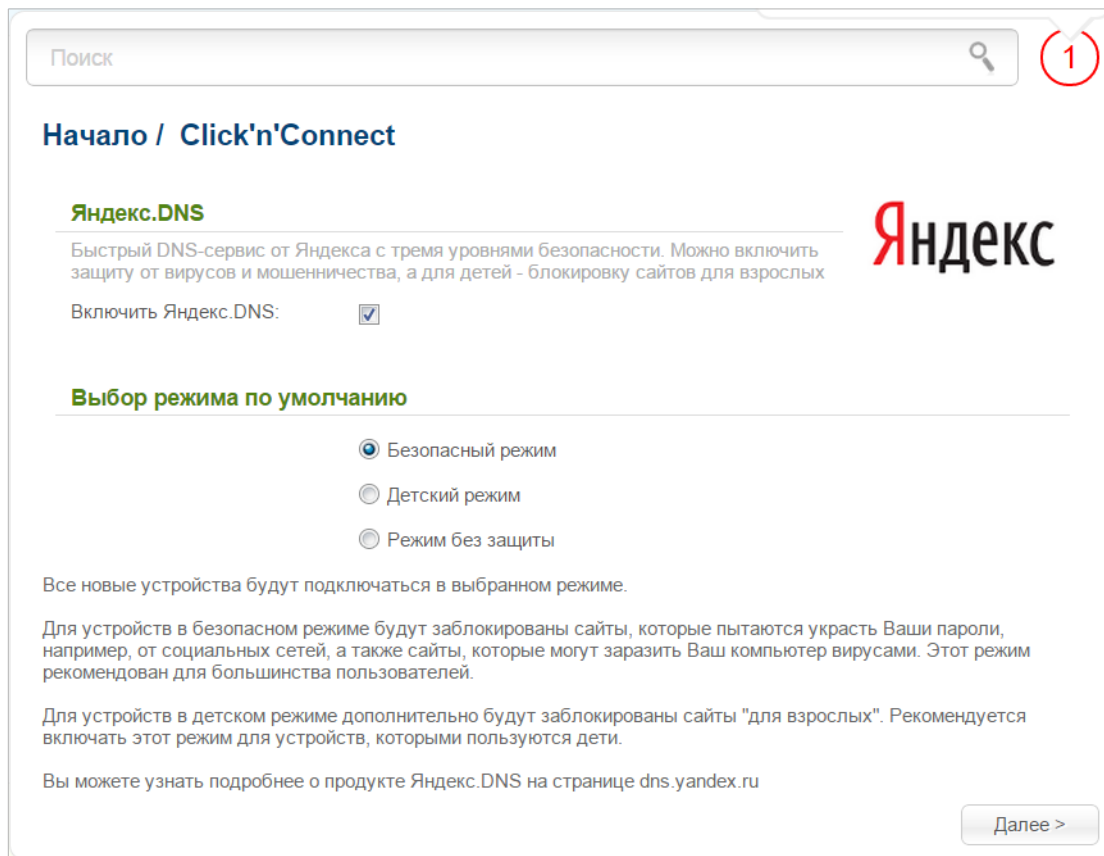 Поиск
1
Начало / Click'n'Connect
Яндекс.DNS
Яндекс
Быстрый DNS-сервис от Яндекса с тремя уровнями безопасности. Можно включить
защиту от вирусов и мошенничества, а для детей - блокировку сайтов для взрослых
Включить Яндекс.DNS:
Выбор режима по умолчанию
Безопасный режим
Детский режим
Режим без защиты
Все новые устройства будут подключаться в выбранном режиме.
Для устройств в безопасном режиме будут заблокированы сайты, которые пытаются украсть Ваши пароли,
например, от социальных сетей, а также сайты, которые могут заразить Ваш компьютер вирусами. Этот режим
рекомендован для большинства пользователей.
Для устройств в детском режиме дополнительно будут заблокированы сайты "для взрослых". Рекомендуется
включать этот режим для устройств, которыми пользуются дети.
Вы можете узнать подробнее о продукте Яндекс.DNS на странице dns.yandex.ru
Далее >